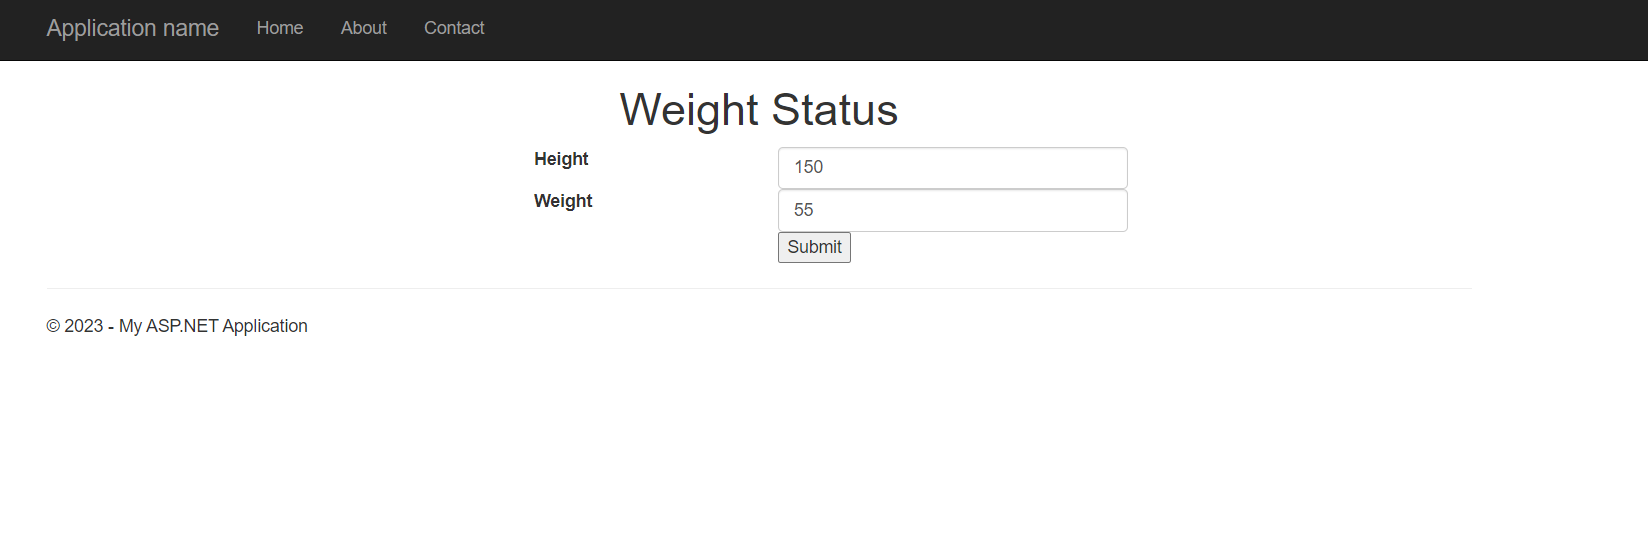 Application name Home About Contact
Weight Status
Height 150
Weight 55
Submit
© 2023 - My ASP.NET Application